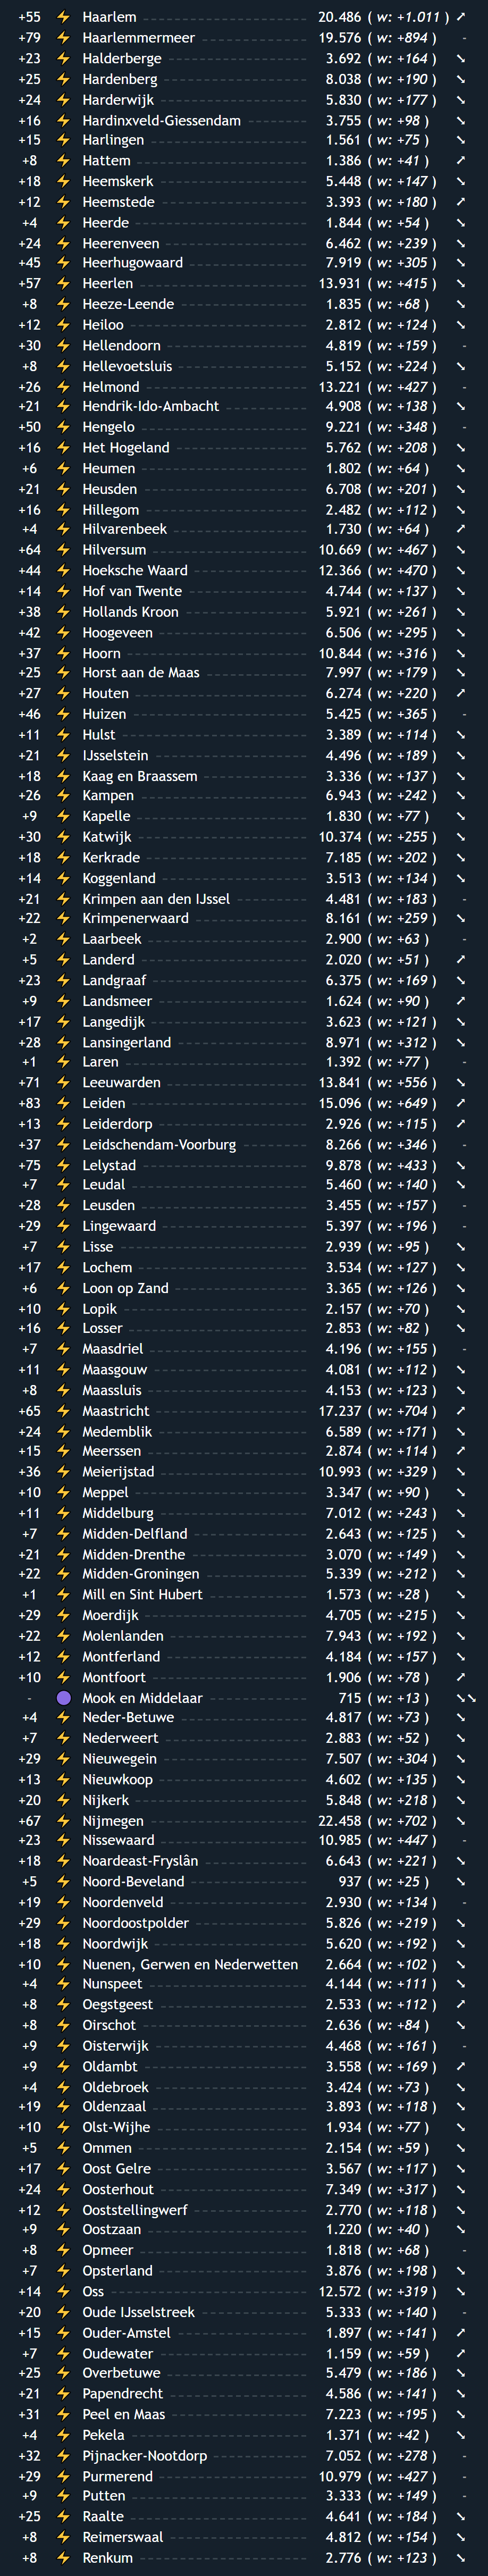 +55 ⚡ Haarlem 20.486 ( w: +1.011 ) ➚
+79 ⚡ Haarlemmermeer 19.576 ( w: +894 ) -
+23 ⚡ Halderberge 3.692 ( w: +164 ) ➘
+25 ⚡ Hardenberg 8.038 ( w: +190 ) ➘
+24 ⚡ Harderwijk 5.830 ( w: +177 ) ➘
+16 ⚡ Hardinxveld-Giessendam 3.755 ( w: +98 ) ➘
+15 ⚡ Harlingen 1.561 ( w: +75 ) ➘
+8 ⚡ Hattem 1.386 ( w: +41 ) ➚
+18 ⚡ Heemskerk 5.448 ( w: +147 ) ➘
+12 ⚡ Heemstede 3.393 ( w: +180 ) ➚
+4 ⚡ Heerde 1.844 ( w: +54 ) ➘
+24 ⚡ Heerenveen 6.462 ( w: +239 ) ➘
+45 ⚡ Heerhugowaard 7.919 ( w: +305 ) ➘
+57 ⚡ Heerlen 13.931 ( w: +415 ) ➘
+8 ⚡ Heeze-Leende 1.835 ( w: +68 ) ➘
+12 ⚡ Heiloo 2.812 ( w: +124 ) ➘
+30 ⚡ Hellendoorn 4.819 ( w: +159 ) -
+8 ⚡ Hellevoetsluis 5.152 ( w: +224 ) ➘
+26 ⚡ Helmond 13.221 ( w: +427 ) -
+21 ⚡ Hendrik-Ido-Ambacht 4.908 ( w: +138 ) ➘
+50 ⚡ Hengelo 9.221 ( w: +348 ) -
+16 ⚡ Het Hogeland 5.762 ( w: +208 ) ➘
+6 ⚡ Heumen 1.802 ( w: +64 ) ➘
+21 ⚡ Heusden 6.708 ( w: +201 ) ➘
+16 ⚡ Hillegom 2.482 ( w: +112 ) ➘
+4 ⚡ Hilvarenbeek 1.730 ( w: +64 ) ➚
+64 ⚡ Hilversum 10.669 ( w: +467 ) ➘
+44 ⚡ Hoeksche Waard 12.366 ( w: +470 ) ➘
+14 ⚡ Hof van Twente 4.744 ( w: +137 ) ➘
+38 ⚡ Hollands Kroon 5.921 ( w: +261 ) ➘
+42 ⚡ Hoogeveen 6.506 ( w: +295 ) ➘
+37 ⚡ Hoorn 10.844 ( w: +316 ) ➘
+25 ⚡ Horst aan de Maas 7.997 ( w: +179 ) ➘
+27 ⚡ Houten 6.274 ( w: +220 ) ➚
+46 ⚡ Huizen 5.425 ( w: +365 ) -
+11 ⚡ Hulst 3.389 ( w: +114 ) ➘
+21 ⚡ IJsselstein 4.496 ( w: +189 ) ➘
+18 ⚡ Kaag en Braassem 3.336 ( w: +137 ) ➘
+26 ⚡ Kampen 6.943 ( w: +242 ) ➘
+9 ⚡ Kapelle 1.830 ( w: +77 ) ➘
+30 ⚡ Katwijk 10.374 ( w: +255 ) ➘
+18 ⚡ Kerkrade 7.185 ( w: +202 ) ➘
+14 ⚡ Koggenland 3.513 ( w: +134 ) ➘
+21 ⚡ Krimpen aan den IJssel 4.481 ( w: +183 ) -
+22 ⚡ Krimpenerwaard 8.161 ( w: +259 ) ➘
+2 ⚡ Laarbeek 2.900 ( w: +63 ) -
+5 ⚡ Landerd 2.020 ( w: +51 ) ➚
+23 ⚡ Landgraaf 6.375 ( w: +169 ) ➘
+9 ⚡ Landsmeer 1.624 ( w: +90 ) ➚
+17 ⚡ Langedijk 3.623 ( w: +121 ) ➘
+28 ⚡ Lansingerland 8.971 ( w: +312 ) ➘
+1 ⚡ Laren 1.392 ( w: +77 ) -
+71 ⚡ Leeuwarden 13.841 ( w: +556 ) ➘
+83 ⚡ Leiden 15.096 ( w: +649 ) ➚
+13 ⚡ Leiderdorp 2.926 ( w: +115 ) ➚
+37 ⚡ Leidschendam-Voorburg 8.266 ( w: +346 ) -
+75 ⚡ Lelystad 9.878 ( w: +433 ) ➘
+7 ⚡ Leudal 5.460 ( w: +140 ) ➘
+28 ⚡ Leusden 3.455 ( w: +157 ) -
+29 ⚡ Lingewaard 5.397 ( w: +196 ) -
+7 ⚡ Lisse 2.939 ( w: +95 ) ➘
+17 ⚡ Lochem 3.534 ( w: +127 ) ➘
+6 ⚡ Loon op Zand 3.365 ( w: +126 ) ➘
+10 ⚡ Lopik 2.157 ( w: +70 ) ➘
+16 ⚡ Losser 2.853 ( w: +82 ) ➘
+7 ⚡ Maasdriel 4.196 ( w: +155 ) -
+11 ⚡ Maasgouw 4.081 ( w: +112 ) ➘
+8 ⚡ Maassluis 4.153 ( w: +123 ) ➘
+65 ⚡ Maastricht 17.237 ( w: +704 ) ➚
+24 ⚡ Medemblik 6.589 ( w: +171 ) ➘
+15 ⚡ Meerssen 2.874 ( w: +114 ) ➚
+36 ⚡ Meierijstad 10.993 ( w: +329 ) ➘
+10 ⚡ Meppel 3.347 ( w: +90 ) ➘
+11 ⚡ Middelburg 7.012 ( w: +243 ) ➘
+7 ⚡ Midden-Delfland 2.643 ( w: +125 ) ➘
+21 ⚡ Midden-Drenthe 3.070 ( w: +149 ) ➘
+22 ⚡ Midden-Groningen 5.339 ( w: +212 ) ➘
+1 ⚡ Mill en Sint Hubert 1.573 ( w: +28 ) ➘
+29 ⚡ Moerdijk 4.705 ( w: +215 ) ➘
+22 ⚡ Molenlanden 7.943 ( w: +192 ) ➘
+12 ⚡ Montferland 4.184 ( w: +157 ) ➘
+10 ⚡ Montfoort 1.906 ( w: +78 ) ➚
- 🟣 Mook en Middelaar 715 ( w: +13 ) ➘➘
+4 ⚡ Neder-Betuwe 4.817 ( w: +73 ) ➘
+7 ⚡ Nederweert 2.883 ( w: +52 ) ➘
+29 ⚡ Nieuwegein 7.507 ( w: +304 ) ➘
+13 ⚡ Nieuwkoop 4.602 ( w: +135 ) ➘
+20 ⚡ Nijkerk 5.848 ( w: +218 ) ➘
+67 ⚡ Nijmegen 22.458 ( w: +702 ) ➘
+23 ⚡ Nissewaard 10.985 ( w: +447 ) -
+18 ⚡ Noardeast-Fryslân 6.643 ( w: +221 ) ➘
+5 ⚡ Noord-Beveland 937 ( w: +25 ) ➘
+19 ⚡ Noordenveld 2.930 ( w: +134 ) -
+29 ⚡ Noordoostpolder 5.826 ( w: +219 ) ➘
+18 ⚡ Noordwijk 5.620 ( w: +192 ) ➘
+10 ⚡ Nuenen, Gerwen en Nederwetten 2.664 ( w: +102 ) ➘
+4 ⚡ Nunspeet 4.144 ( w: +111 ) ➘
+8 ⚡ Oegstgeest 2.533 ( w: +112 ) ➚
+8 ⚡ Oirschot 2.636 ( w: +84 ) ➘
+9 ⚡ Oisterwijk 4.468 ( w: +161 ) -
+9 ⚡ Oldambt 3.558 ( w: +169 ) ➚
+4 ⚡ Oldebroek 3.424 ( w: +73 ) ➘
+19 ⚡ Oldenzaal 3.893 ( w: +118 ) ➘
+10 ⚡ Olst-Wijhe 1.934 ( w: +77 ) ➘
+5 ⚡ Ommen 2.154 ( w: +59 ) ➘
+17 ⚡ Oost Gelre 3.567 ( w: +117 ) ➘
+24 ⚡ Oosterhout 7.349 ( w: +317 ) ➘
+12 ⚡ Ooststellingwerf 2.770 ( w: +118 ) ➘
+9 ⚡ Oostzaan 1.220 ( w: +40 ) ➘
+8 ⚡ Opmeer 1.818 ( w: +68 ) -
+7 ⚡ Opsterland 3.876 ( w: +198 ) ➘
+14 ⚡ Oss 12.572 ( w: +319 ) ➘
+20 ⚡ Oude IJsselstreek 5.333 ( w: +140 ) -
+15 ⚡ Ouder-Amstel 1.897 ( w: +141 ) ➚
+7 ⚡ Oudewater 1.159 ( w: +59 ) ➚
+25 ⚡ Overbetuwe 5.479 ( w: +186 ) ➘
+21 ⚡ Papendrecht 4.586 ( w: +141 ) ➘
+31 ⚡ Peel en Maas 7.223 ( w: +195 ) ➘
+4 ⚡ Pekela 1.371 ( w: +42 ) ➘
+32 ⚡ Pijnacker-Nootdorp 7.052 ( w: +278 ) -
+29 ⚡ Purmerend 10.979 ( w: +427 ) -
+9 ⚡ Putten 3.333 ( w: +149 ) -
+25 ⚡ Raalte 4.641 ( w: +184 ) ➘
+8 ⚡ Reimerswaal 4.812 ( w: +154 ) ➘
+8 ⚡ Renkum 2.776 ( w: +123 ) ➘